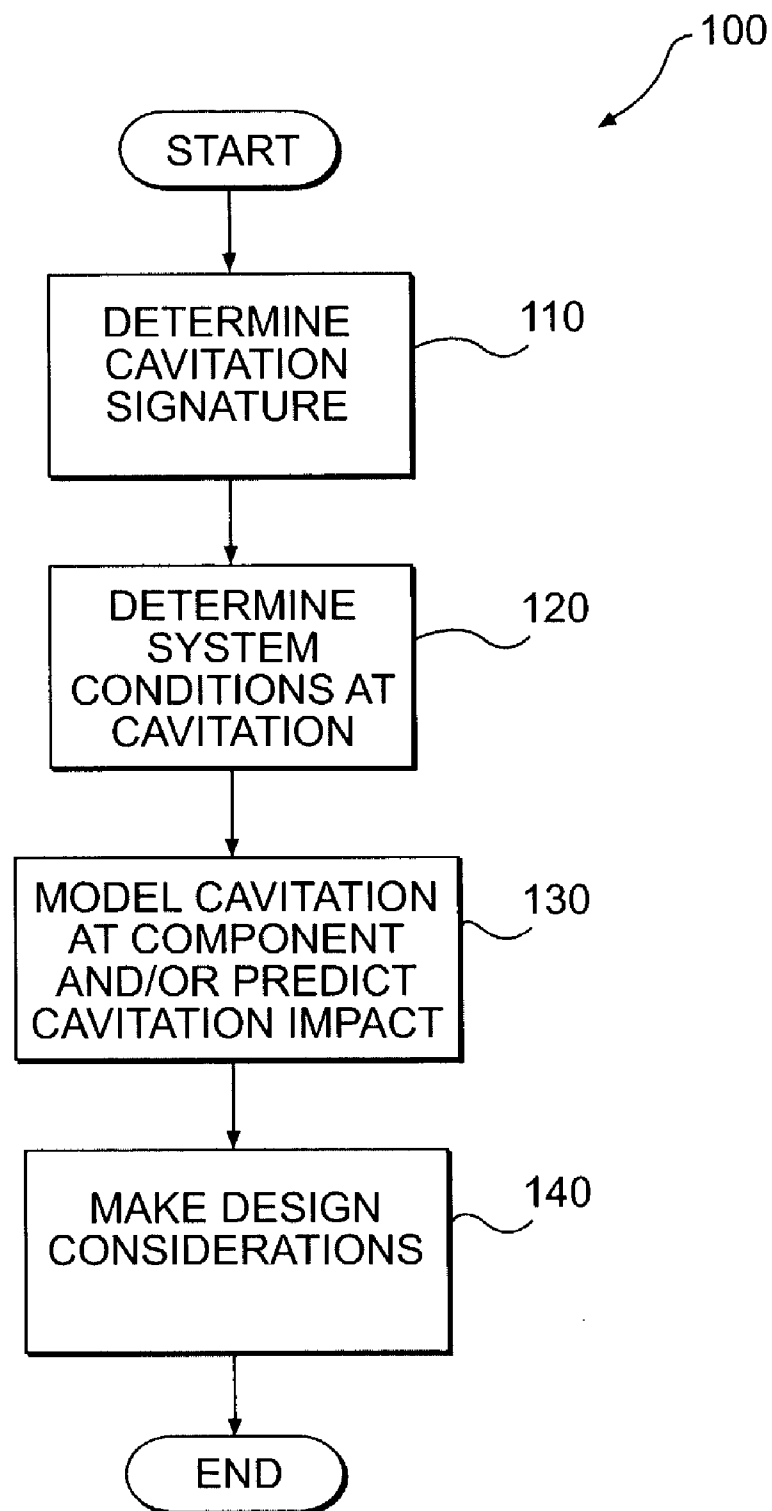 100
START
DETERMINE
CAVITATION
SIGNATURE
110
DETERMINE
SYSTEM
CONDITIONS AT
CAVITATION
120
MODEL CAVITATION
AT COMPONENT
AND/OR PREDICT
CAVITATION IMPACT
130
MAKE DESIGN
CONSIDERATIONS
140
END